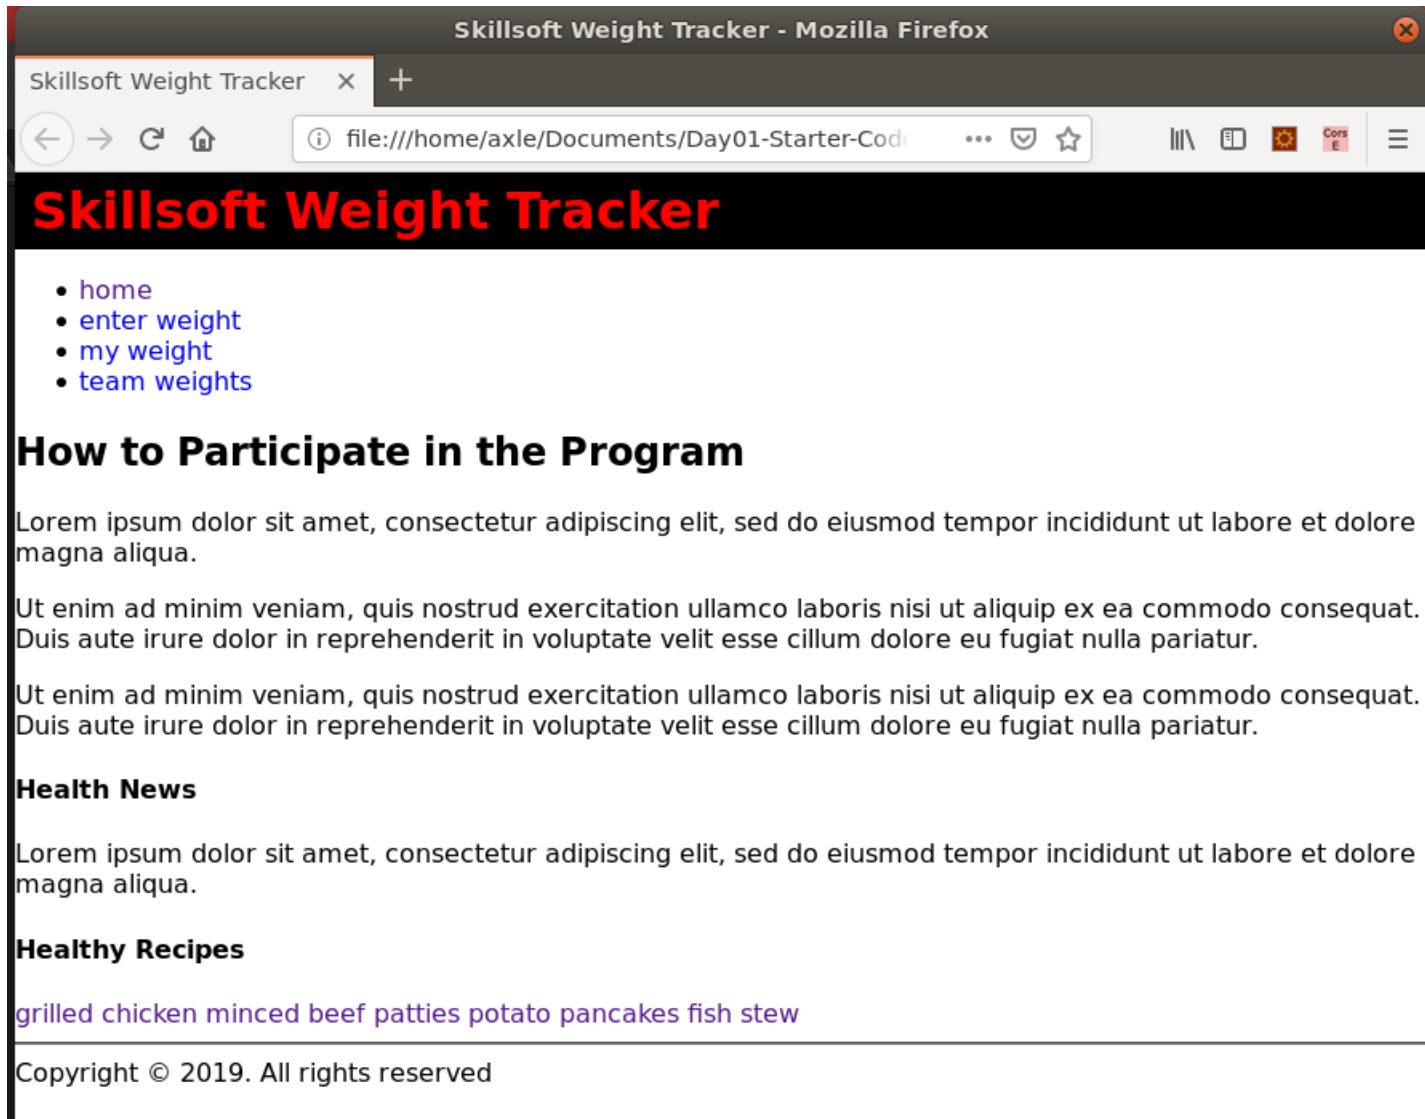 Skillsoft Weight Tracker - Mozilla Firefox
Skillsoft Weight Tracker
file:///home/axle/Documents/Day01-Starter-Code
Cors
E
Skillsoft Weight Tracker
home
enter weight
my weight
team weights
How to Participate in the Program
Lorem ipsum dolor sit amet, consectetur adipiscing elit, sed do eiusmod tempor incididunt ut labore et dolore
magna aliqua.
Ut enim ad minim veniam, quis nostrud exercitation ullamco laboris nisi ut aliquip ex ea commodo consequat.
Duis aute irure dolor in reprehenderit in voluptate velit esse cillum dolore eu fugiat nulla pariatur.
Ut enim ad minim veniam, quis nostrud exercitation ullamco laboris nisi ut aliquip ex ea commodo consequat.
Duis aute irure dolor in reprehenderit in voluptate velit esse cillum dolore eu fugiat nulla pariatur.
Health News
Lorem ipsum dolor sit amet, consectetur adipiscing elit, sed do eiusmod tempor incididunt ut labore et dolore
magna aliqua.
Healthy Recipes
grilled chicken minced beef patties potato pancakes fish stew
Copyright © 2019. All rights reserved